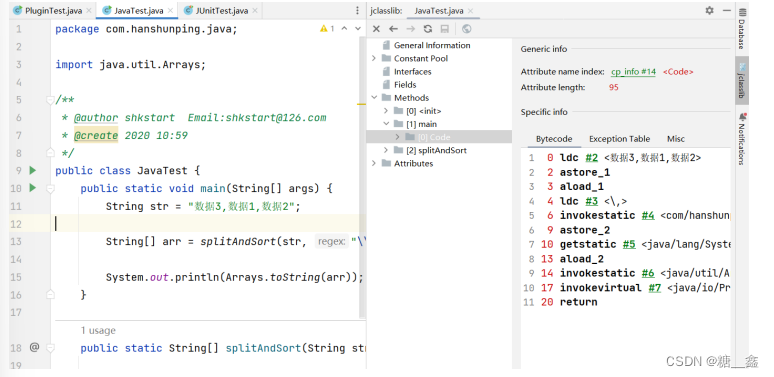 PluginTest.java
JavaTest.java
JUnitTest.java
1 package com.hanshunping.java;
1
2
3 import java.util.Arrays;
4
5 /**
6 * @author shkstart Email:shkstart@126.com
7 * @create 2020 10:59
8 */
9 public class JavaTest {
10 public static void main(String[] args) {
11 String str = "数据3,数据1,数据2";
12
13 String[] arr = splitAndSort(str, regex: "\\
14
15 System.out.println(Arrays.toString(arr));
16 }
17
1 usage
18 @ public static String[] splitAndSort(String str
19
jclasslib:
JavaTest.java
General Information
Constant Pool
Interfaces
Fields
Methods
[0] <init>
[1] main
[0] Code
[2] splitAndSort
Attributes
Generic info
Attribute name index: cp_info #14 <Code>
Attribute length: 95
Specific info
Bytecode
Exception Table
Misc
1 0 ldc #2 <数据3,数据1,数据2>
2 2 astore_1
3 3 aload_1
4 4 ldc #3 <\,>
5 6 invokestatic #4 <com/hanshunp
6 9 astore_2
7 10 getstatic #5 <java/lang/Syste
8 13 aload_2
9 14 invokestatic #6 <java/util/A
10 17 invokevirtual #7 <java/io/Pr
11 20 return
Database
jclasslib
Notifications
CSDN @糖__鑫